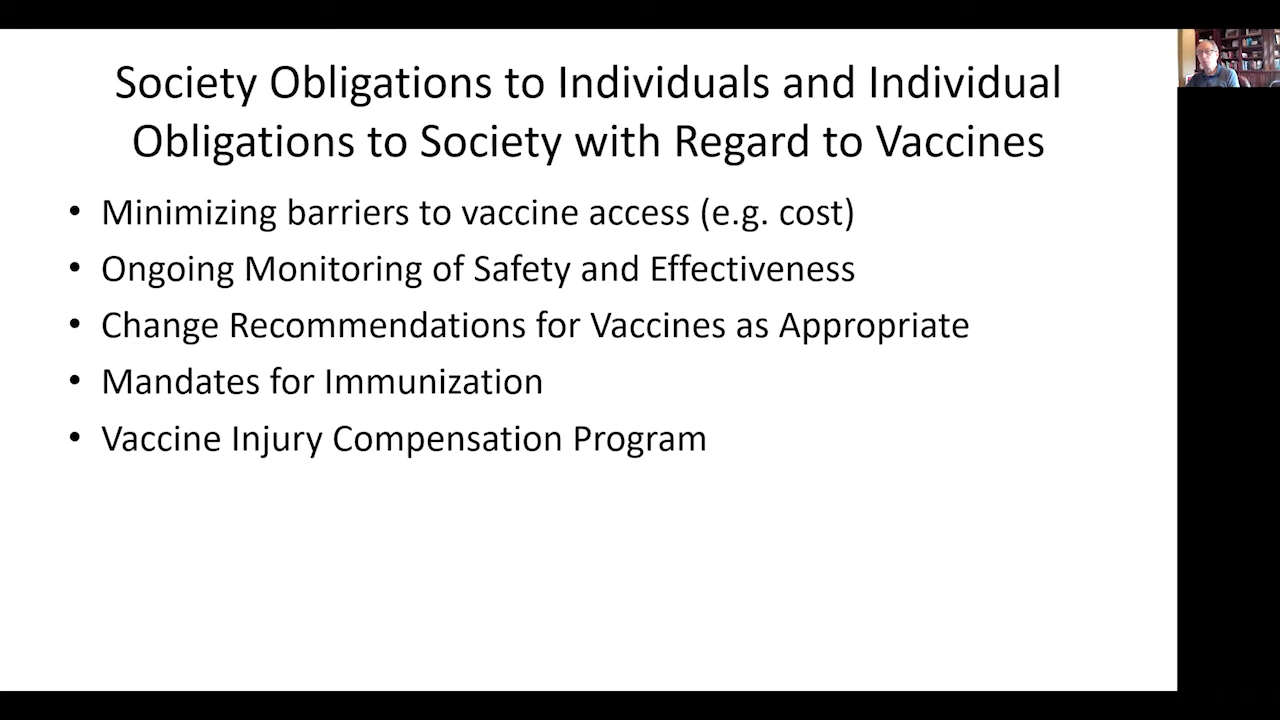 Society Obligations to Individuals and Individual
Obligations to Society with Regard to Vaccines
• Minimizing barriers to vaccine access (e.g. cost)
• Ongoing Monitoring of Safety and Effectiveness
• Change Recommendations for Vaccines as Appropriate
• Mandates for Immunization
• Vaccine Injury Compensation Program